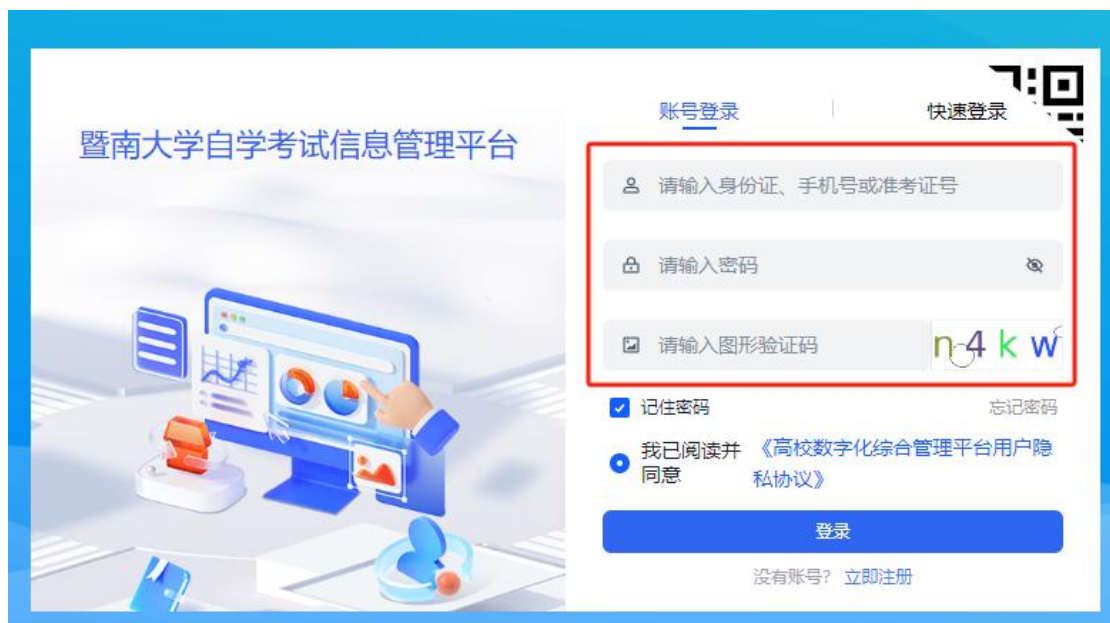 暨南大学自学考试信息管理平台
账号登录
快速登录
请输入身份证、手机号或准考证号
请输入密码
请输入图形验证码
n4kw
记住密码
忘记密码
我已阅读并
同意
《高校数字化综合管理平台用户隐
私协议》
登录
没有账号? 立即注册